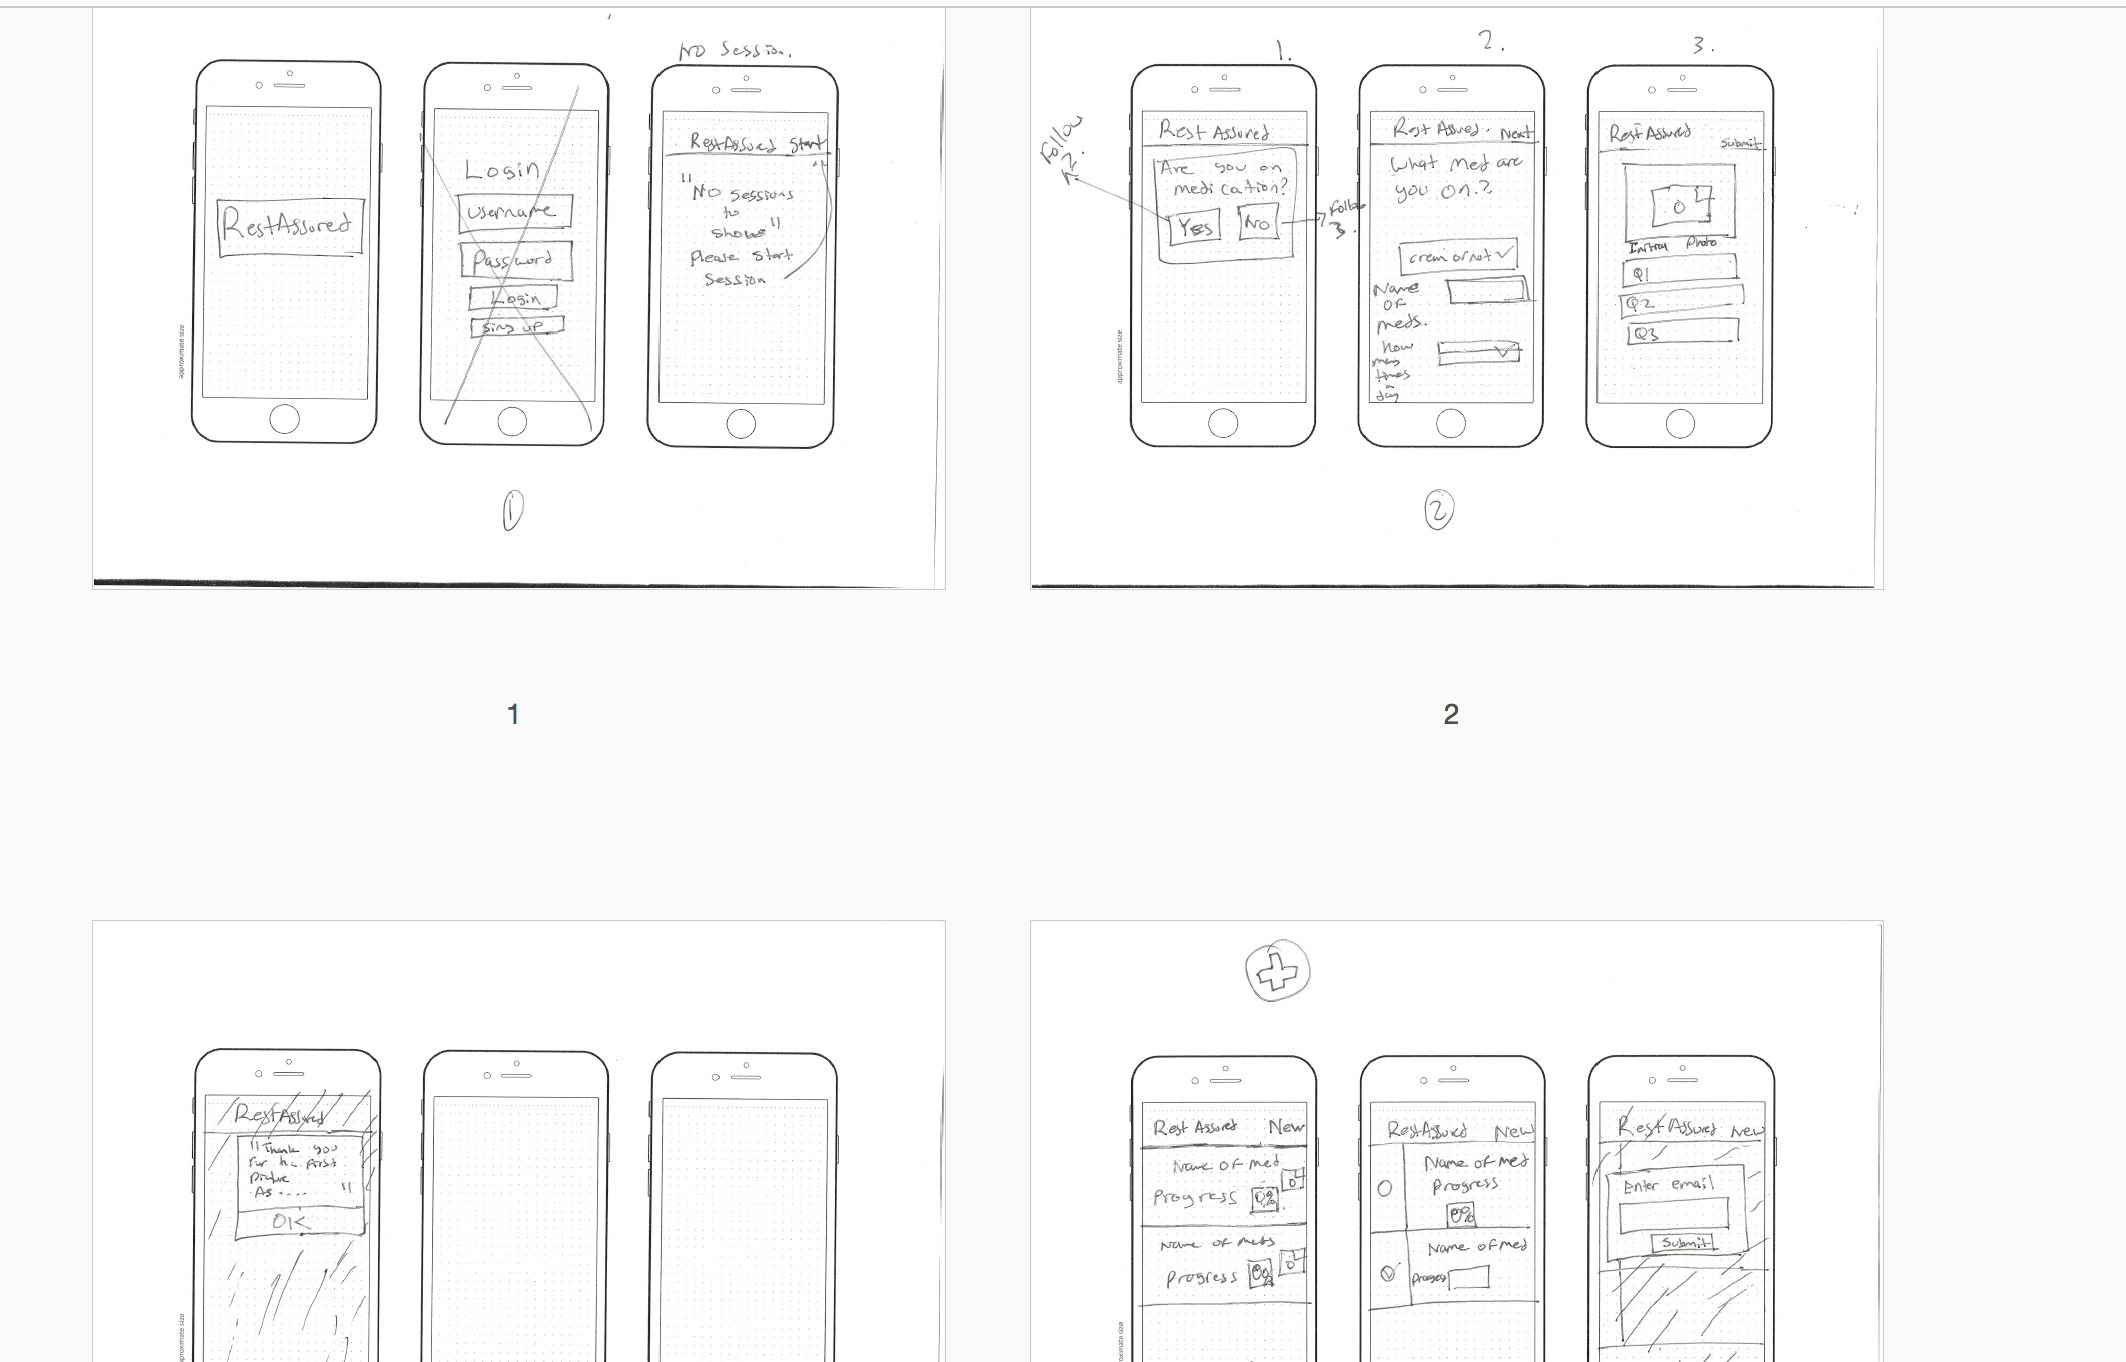 No Session.
RestAssured
Login
username
Password
Login
Sing up
RestAssured Start
"No sessions
to
show"
Please Start
Session
approximate size
1
1.
2.
3.
Follow
2.
Rest Assured
Are you on
medication?
Yes
No
Follow
3.
Rest Assured. Next
What med are
you on.?
crem or not
Name
OF
meds.
how
many
times
a
day
Rest Assured
Submit
Initial Photo
Q1
Q2
Q3
approximate size
2
1
2
RestAssured
"Thank you
for the First
Picture
As .... "
OK
approximate size
Rest Assured New
Name of med
Progress 0%
Name of meds
Progress 0%
RestAssured New
Name of med
Progress
0%
Name of med
Progress
Rest Assured New
Enter email
Submit
approximate size